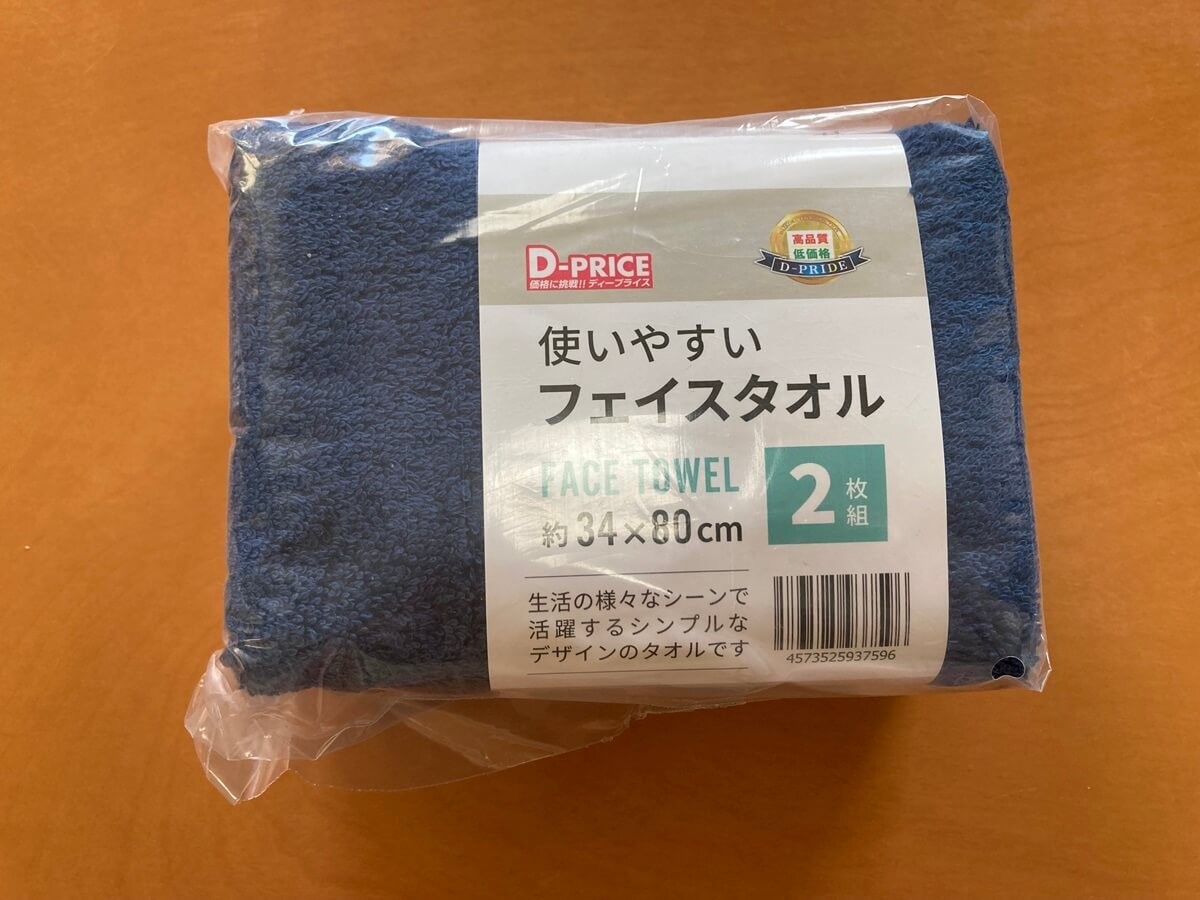 D-PRICE
価格に挑戦!! ディープライス
高品質
低価格
D-PRIDE
使いやすい
フェイスタオル
FACE TOWEL
約34×80cm
2枚組
生活の様々なシーンで
活躍するシンプルな
デザインのタオルです
4573525937596